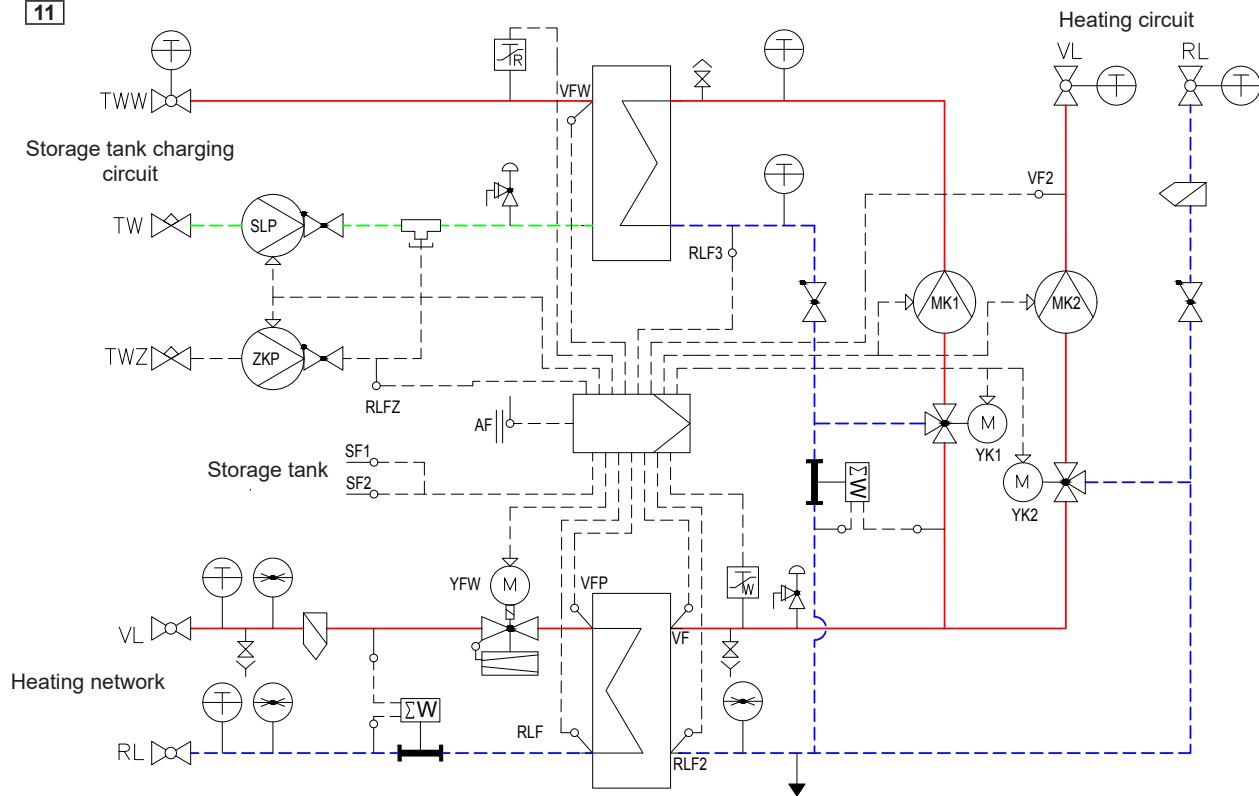 11
Heating circuit
VL
RL
T
T
T
T
R
TWW
VFW
Storage tank charging
circuit
T
VF2
TW
SLP
RLF3
MK1
MK2
TWZ
ZKP
RLFZ
AF
M
YK1
SF1
Storage tank
SF2
M
YK2
ΣW
T
YFW
M
VFP
W
VL
VF
Heating network
T
ΣW
RLF
RL
RLF2